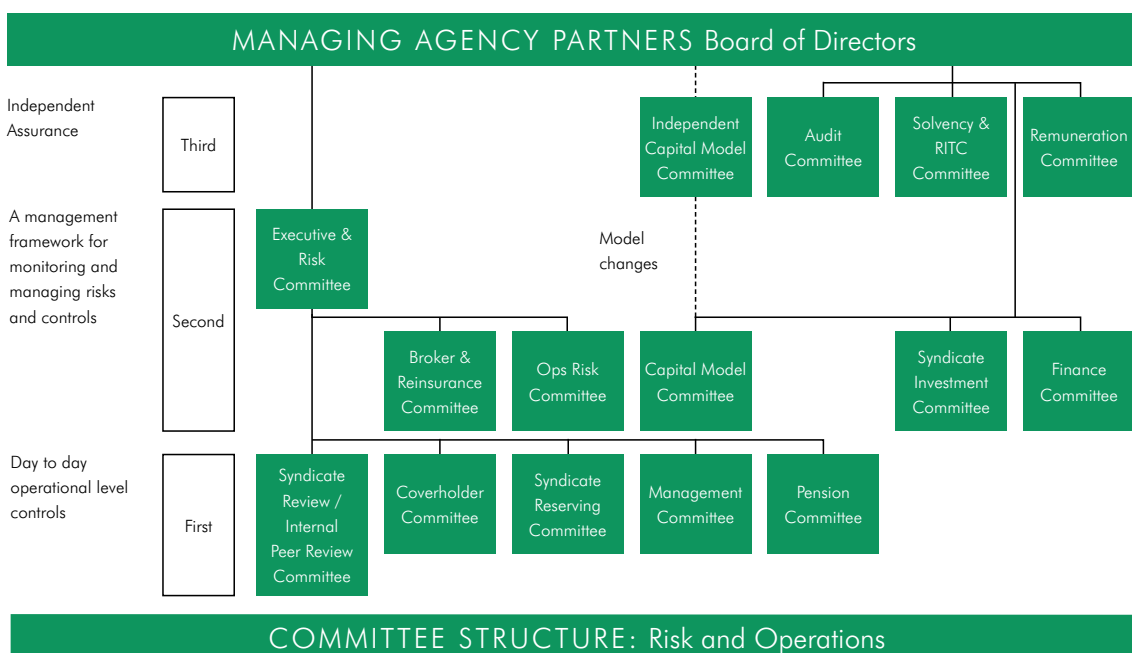 MANAGING AGENCY PARTNERS Board of Directors
Independent
Assurance
Third
Independent
Capital Model
Committee
Audit
Committee
Solvency &
RITC
Committee
Remuneration
Committee
A management
framework for
monitoring and
managing risks
and controls
Second
Executive &
Risk
Committee
Model
changes
Broker &
Reinsurance
Committee
Ops Risk
Committee
Capital Model
Committee
Syndicate
Investment
Committee
Finance
Committee
Day to day
operational level
controls
First
Syndicate
Review /
Internal
Peer Review
Committee
Coverholder
Committee
Syndicate
Reserving
Committee
Management
Committee
Pension
Committee
COMMITTEE STRUCTURE: Risk and Operations